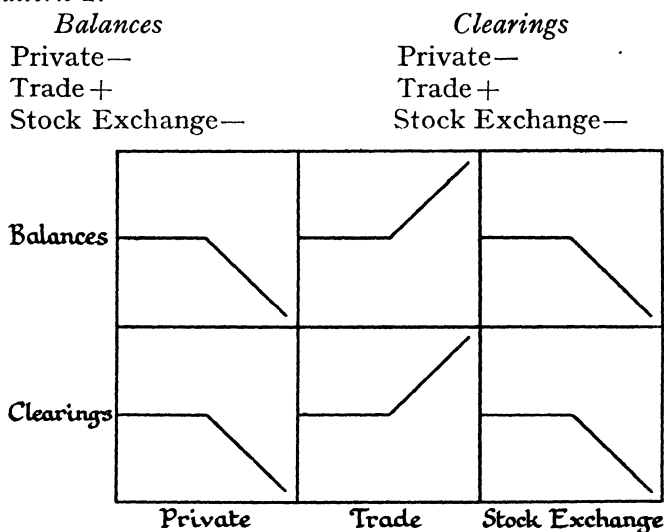 Balances Clearings
Private— Private—
Trade+ Trade+
Stock Exchange— Stock Exchange—
Balances
Clearings
Private Trade Stock Exchange